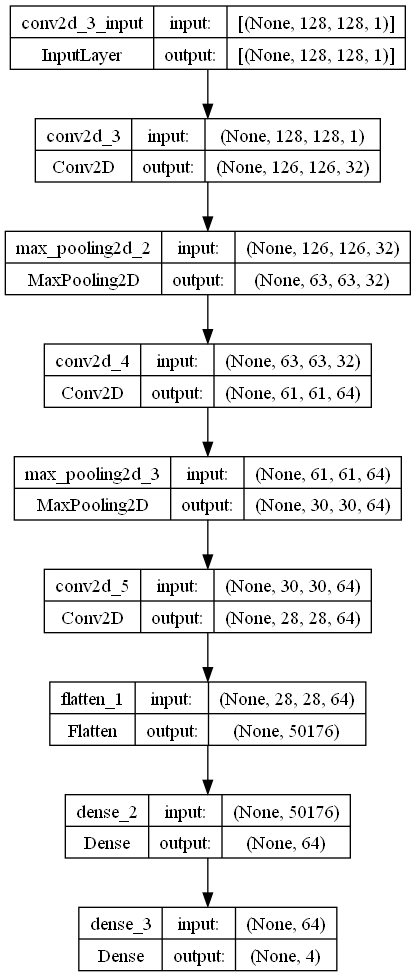 conv2d_3_input input: [(None, 128, 128, 1)]
InputLayer output: [(None, 128, 128, 1)]
conv2d_3 input: (None, 128, 128, 1)
Conv2D output: (None, 126, 126, 32)
max_pooling2d_2 input: (None, 126, 126, 32)
MaxPooling2D output: (None, 63, 63, 32)
conv2d_4 input: (None, 63, 63, 32)
Conv2D output: (None, 61, 61, 64)
max_pooling2d_3 input: (None, 61, 61, 64)
MaxPooling2D output: (None, 30, 30, 64)
conv2d_5 input: (None, 30, 30, 64)
Conv2D output: (None, 28, 28, 64)
flatten_1 input: (None, 28, 28, 64)
Flatten output: (None, 50176)
dense_2 input: (None, 50176)
Dense output: (None, 64)
dense_3 input: (None, 64)
Dense output: (None, 4)